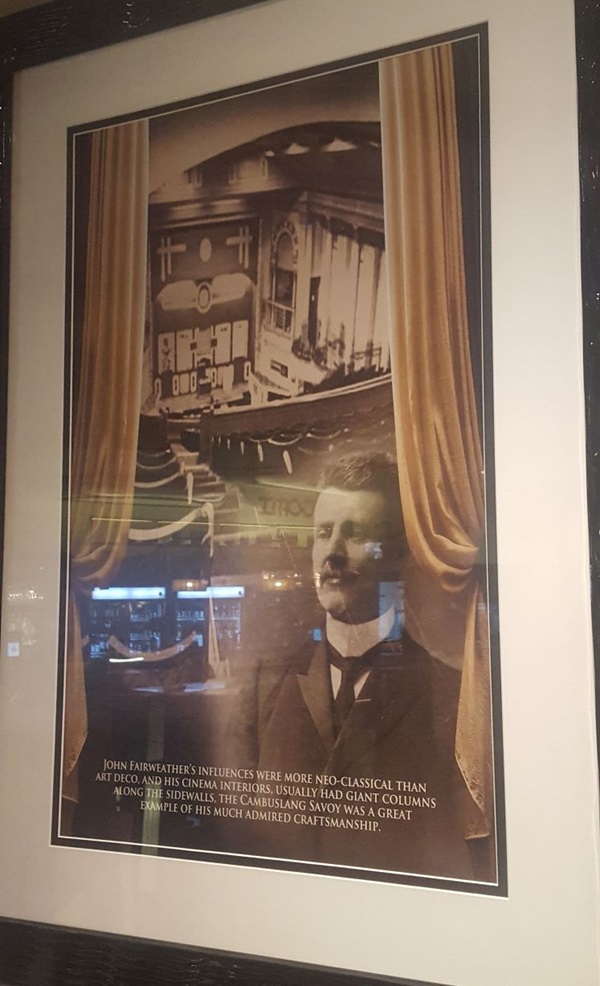 JOHN FAIRWEATHER'S INFLUENCES WERE MORE NEO-CLASSICAL THAN
ART DECO, AND HIS CINEMA INTERIORS, USUALLY HAD GIANT COLUMNS
ALONG THE SIDEWALLS, THE CAMBUSLANG SAVOY WAS A GREAT
EXAMPLE OF HIS MUCH ADMIRED CRAFTSMANSHIP.